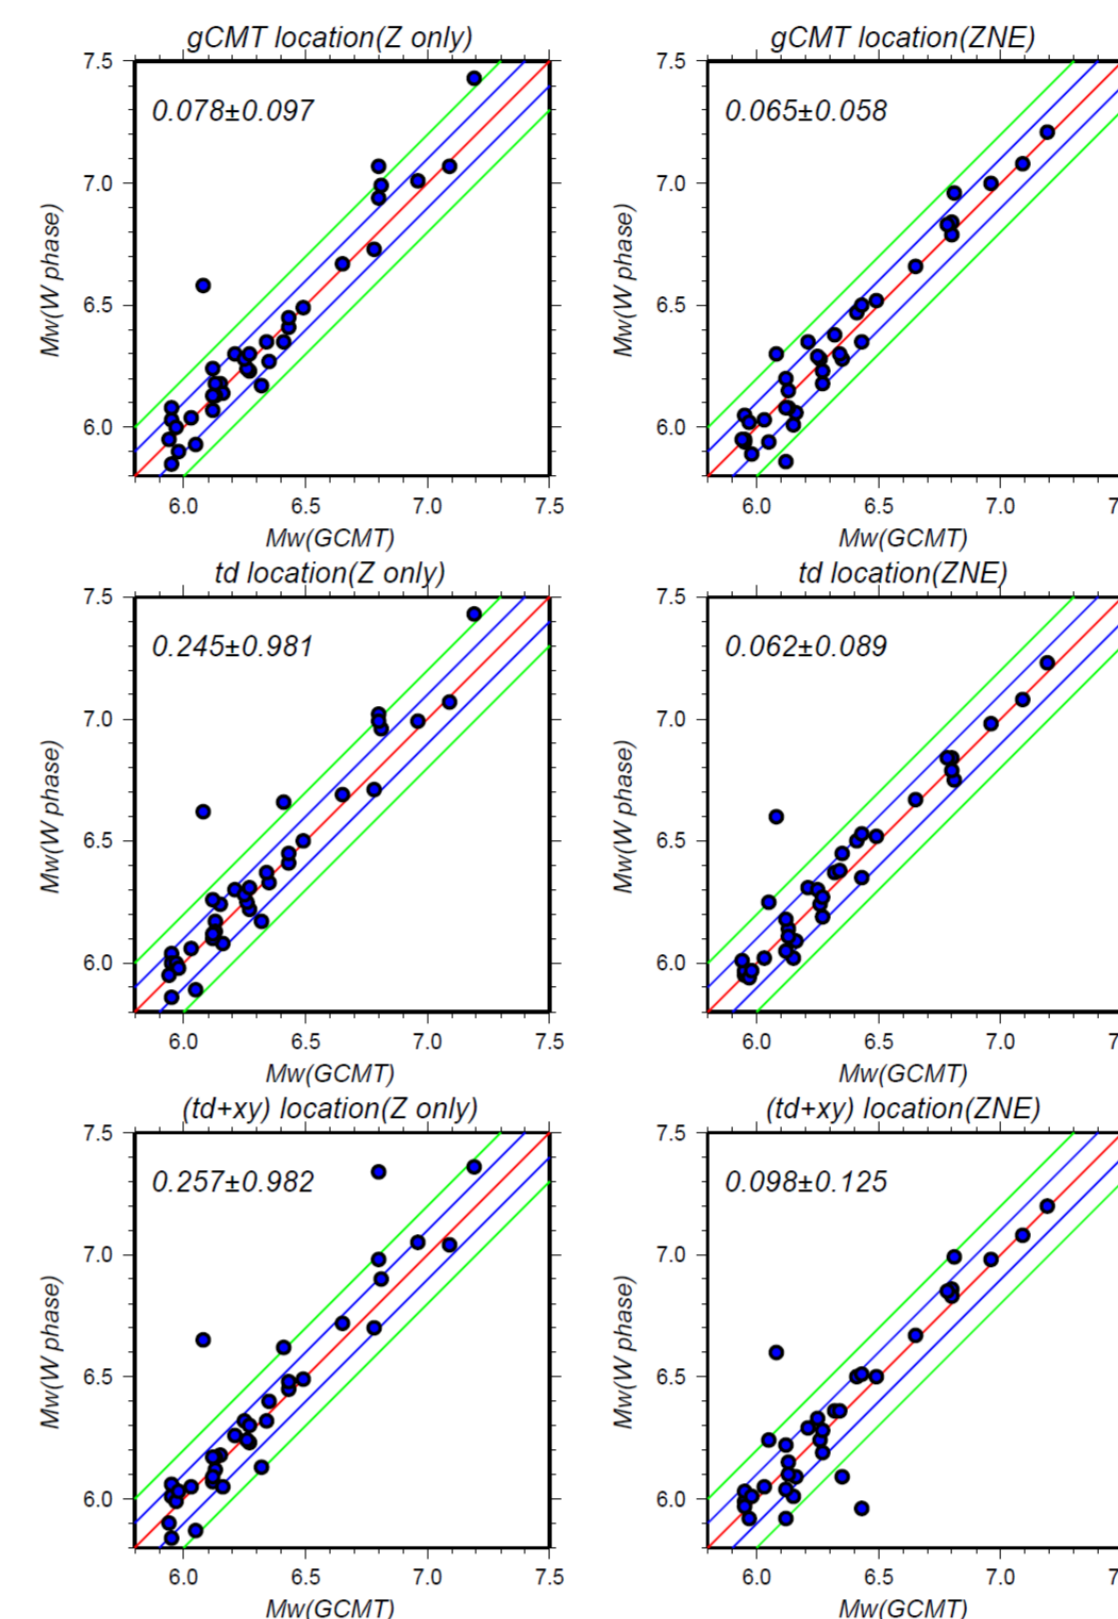 gCMT location(Z only)
7.5
0.078±0.097
7.0
Mw(W phase)
6.5
6.0
6.0 6.5 7.0 7.5
Mw(GCMT)
gCMT location(ZNE)
7.5
0.065±0.058
7.0
Mw(W phase)
6.5
6.0
6.0 6.5 7.0
Mw(GCMT)
td location(Z only)
7.5
0.245±0.981
7.0
Mw(W phase)
6.5
6.0
6.0 6.5 7.0 7.5
Mw(GCMT)
td location(ZNE)
7.5
0.062±0.089
7.0
Mw(W phase)
6.5
6.0
6.0 6.5 7.0
Mw(GCMT)
(td+xy) location(Z only)
7.5
0.257±0.982
7.0
Mw(W phase)
6.5
6.0
6.0 6.5 7.0 7.5
Mw(GCMT)
(td+xy) location(ZNE)
7.5
0.098±0.125
7.0
Mw(W phase)
6.5
6.0
6.0 6.5 7.0
Mw(GCMT)